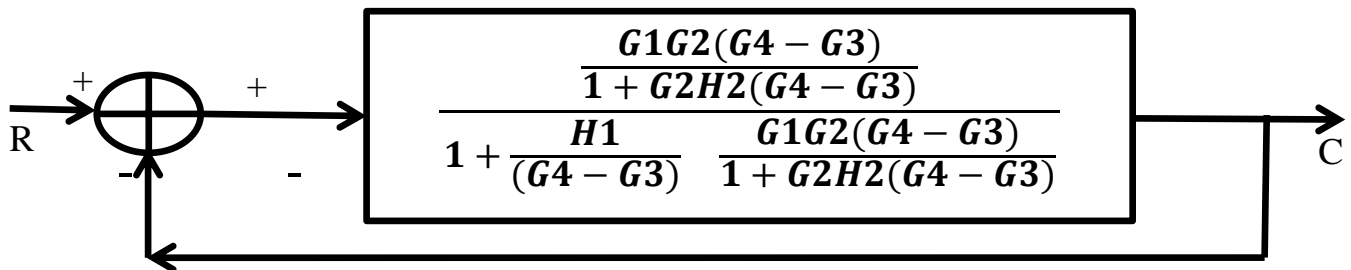 G1G2(G4 − G3)
1 + G2H2(G4 − G3)
1 + H1 / (G4 − G3) G1G2(G4 − G3) / 1 + G2H2(G4 − G3)
+ +
R
- -
C